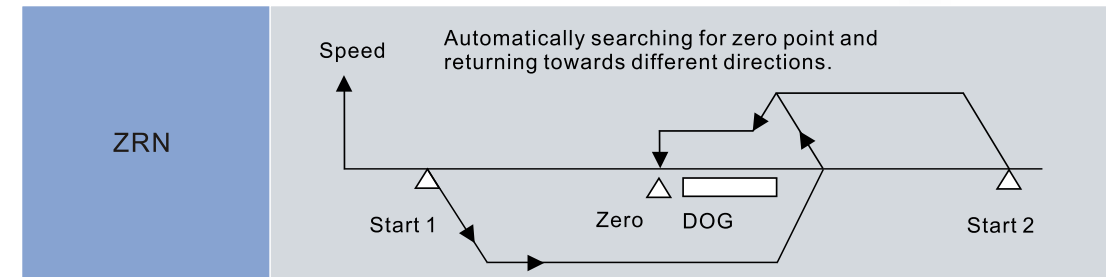 ZRN
Speed
Automatically searching for zero point and
returning towards different directions.
Start 1
Zero
DOG
Start 2